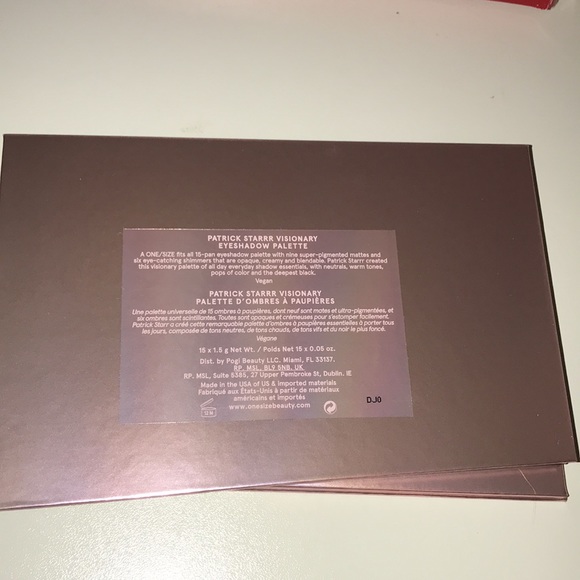 PATRICK STARRR VISIONARY
EYESHADOW PALETTE
A ONE/SIZE fits all 15-pan eyeshadow palette with nine super-pigmented mattes and
six eye-catching shimmers that are opaque, creamy and blendable. Patrick Starrr created
this visionary palette of all day everyday shadow essentials, with neutrals, warm tones,
pops of color and the deepest black.
Vegan
PATRICK STARRR VISIONARY
PALETTE D'OMBRES À PAUPIÈRES
Une palette universelle de 15 ombres à paupières, dont neuf sont mates et ultra-pigmentées, et
six ombres sont scintillantes. Toutes sont opaques et crémeuses pour s'estomper facilement.
Patrick Starr a créé cette remarquable palette d'ombres à paupières essentielles à porter tous
les jours, composée de tons neutres, de tons chauds, de tons vifs et du noir le plus foncé.
Végane
15 x 1.5 g Net Wt. / Poids Net 15 x 0.05 oz.
Dist. by Pogi Beauty LLC. Miami, FL 33137.
RP. MSL, BL9 5NB, UK
RP. MSL, Suite 5385, 27 Upper Pembroke St, Dublin. IE
Made in the USA of US & imported materials
Fabriqué aux États-Unis à partir de matériaux
américains et importés
12 M
www.onesizebeauty.com
DJ0